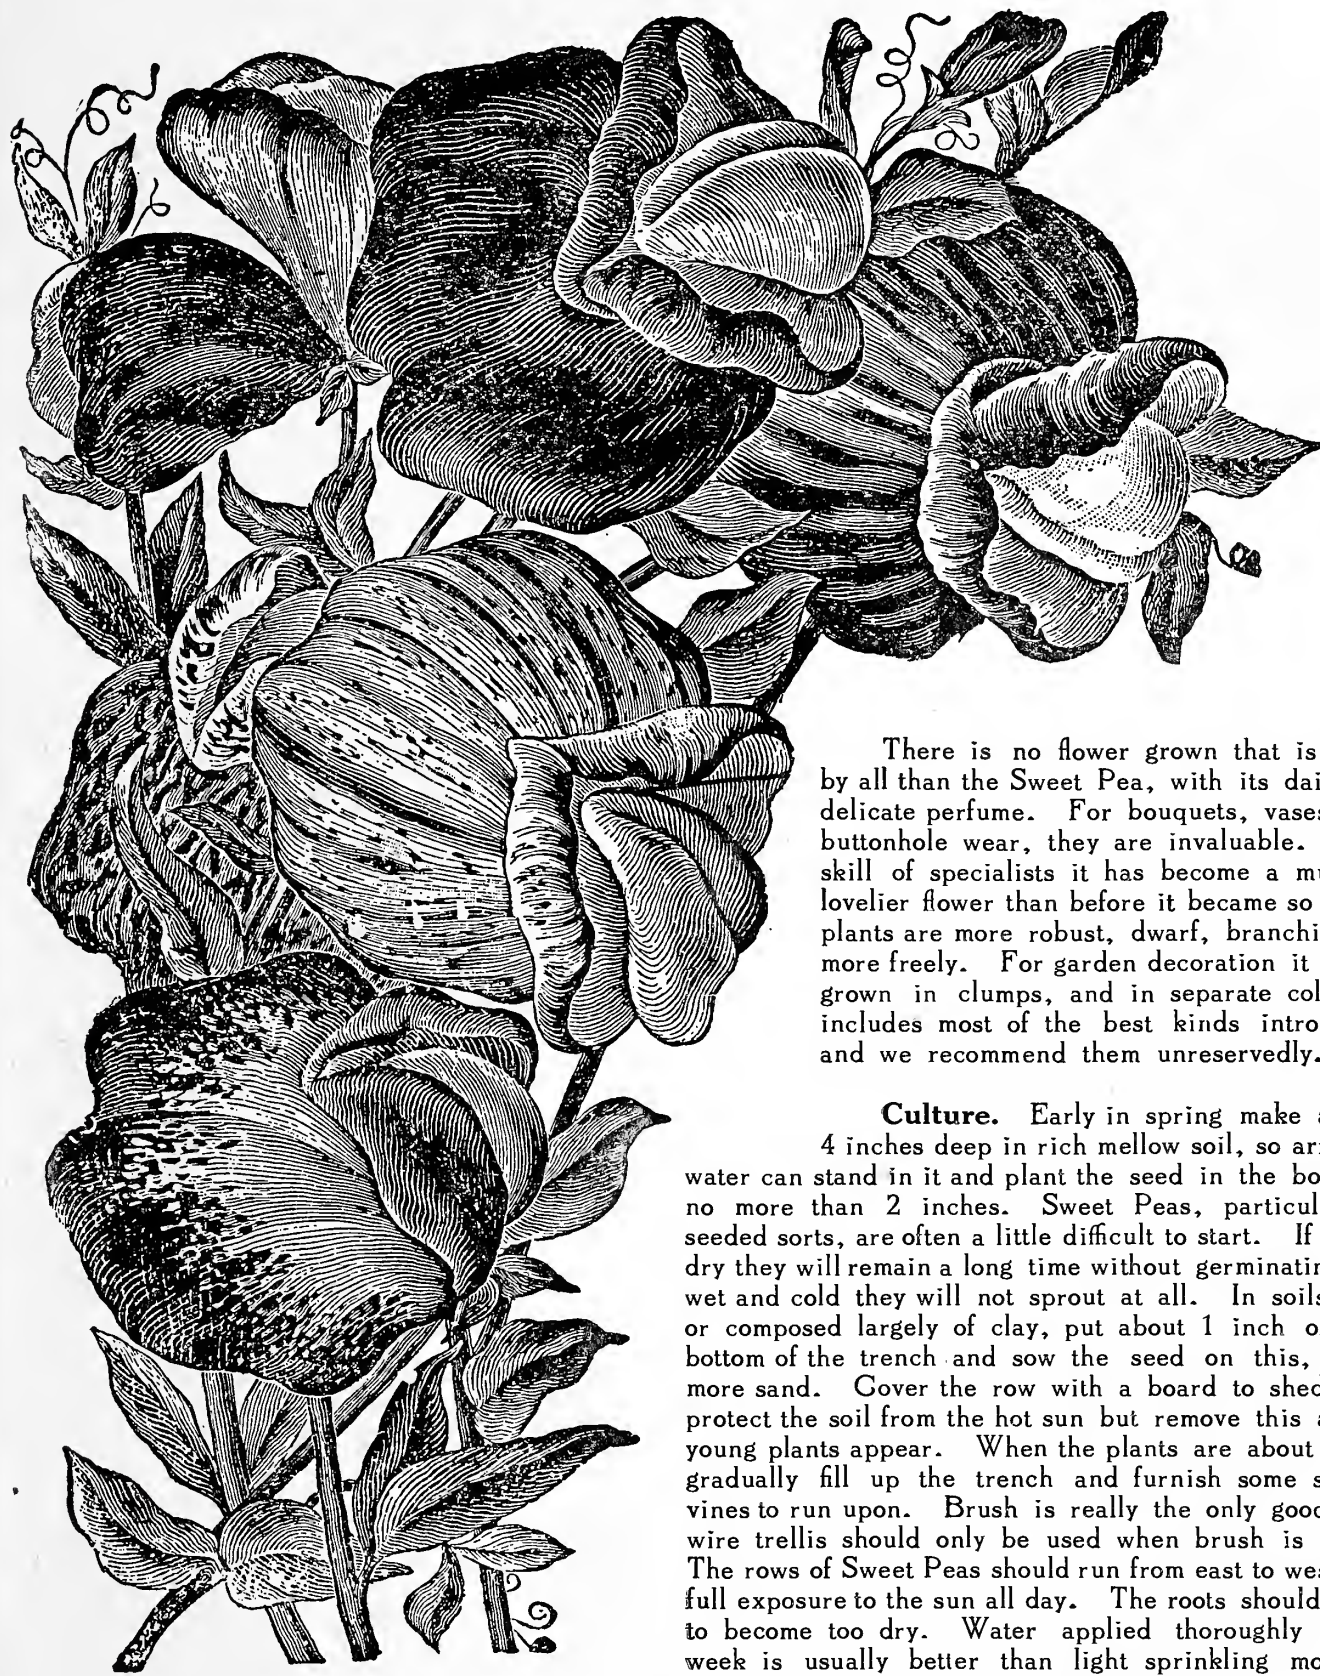 There is no flower grown that is
by all than the Sweet Pea, with its dai
delicate perfume. For bouquets, vases
buttonhole wear, they are invaluable.
skill of specialists it has become a mu
lovelier flower than before it became so
plants are more robust, dwarf, branchi
more freely. For garden decoration it
grown in clumps, and in separate col
includes most of the best kinds intro
and we recommend them unreservedly.
Culture. Early in spring make a
4 inches deep in rich mellow soil, so arr
water can stand in it and plant the seed in the bo
no more than 2 inches. Sweet Peas, particul
seeded sorts, are often a little difficult to start. If
dry they will remain a long time without germinatin
wet and cold they will not sprout at all. In soils
or composed largely of clay, put about 1 inch o
bottom of the trench and sow the seed on this,
more sand. Cover the row with a board to shed
protect the soil from the hot sun but remove this a
young plants appear. When the plants are about
gradually fill up the trench and furnish some s
vines to run upon. Brush is really the only good
wire trellis should only be used when brush is
The rows of Sweet Peas should run from east to wes
full exposure to the sun all day. The roots should
to become too dry. Water applied thoroughly
week is usually better than light sprinkling mo